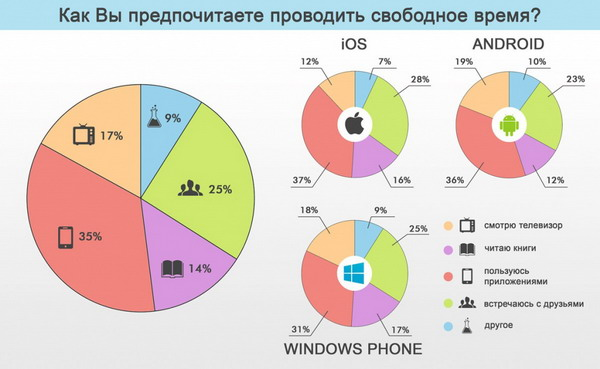 Как Вы предпочитаете проводить свободное время?
iOS
ANDROID
12%
7%
28%
37%
16%
19%
10%
23%
36%
12%
17%
9%
25%
35%
14%
18%
9%
25%
31%
17%
WINDOWS PHONE
смотрю телевизор
читаю книги
пользуюсь
приложениями
встречаюсь с друзьями
другое